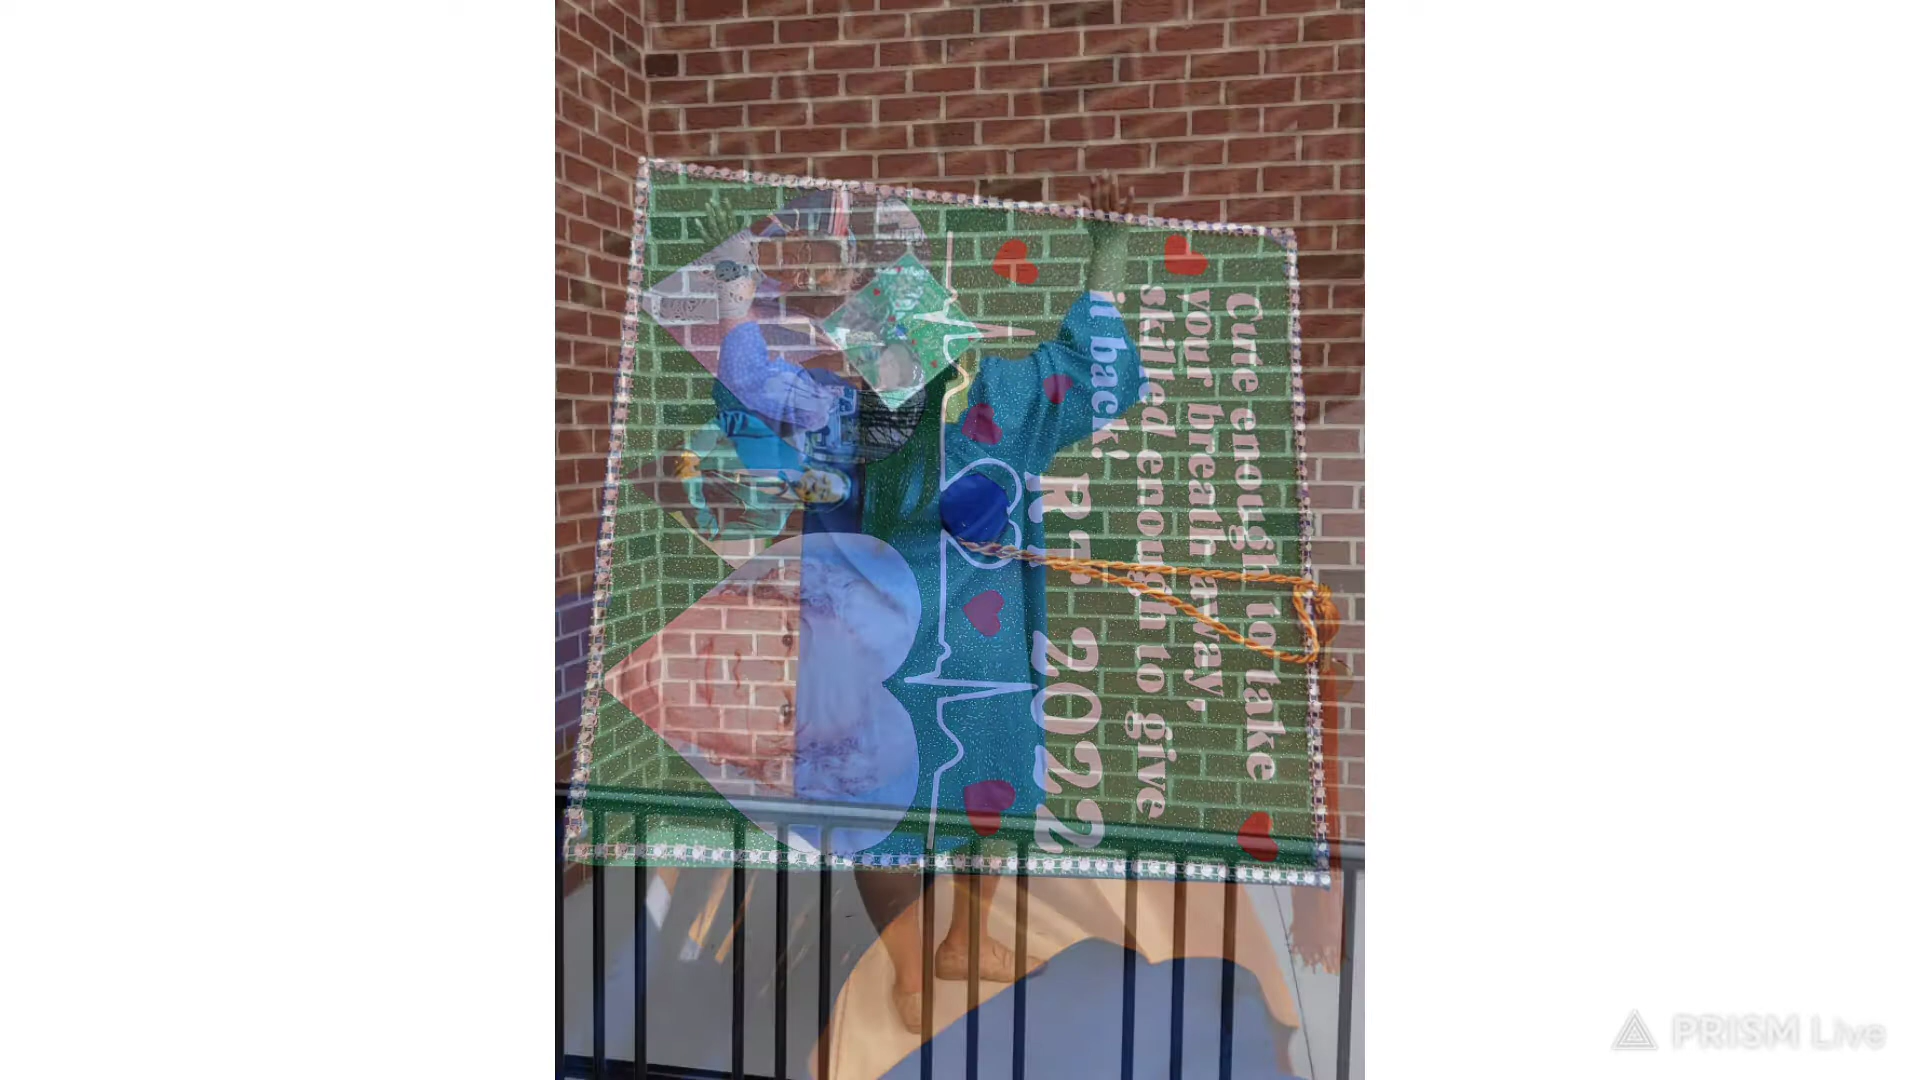 Cute enough to take
your breath away,
skilled enough to give
it back!
RT 2022
PRISM Live